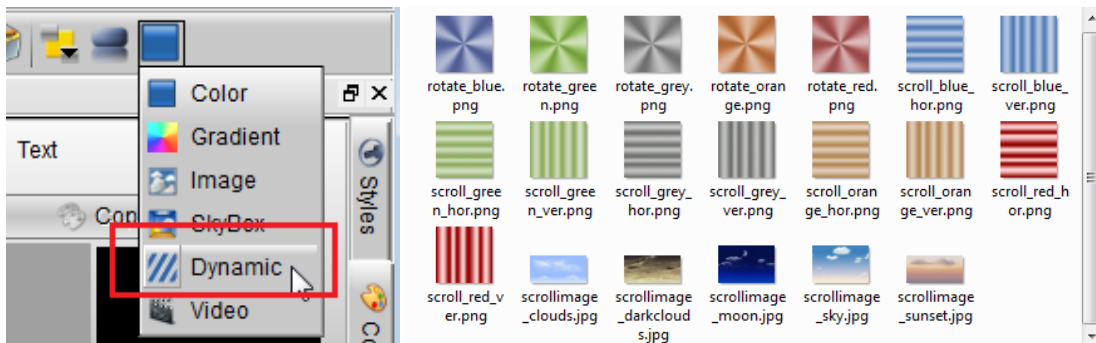 Color
Gradient
Text
Image
Styles
SkyBox
Dynamic
Video
rotate_blue.
png
rotate_gree
n.png
rotate_grey.
png
rotate_oran
ge.png
rotate_red.
png
scroll_blue_
hor.png
scroll_blue_
ver.png
scroll_gree
n_hor.png
scroll_gree
n_ver.png
scroll_grey_
hor.png
scroll_grey_
ver.png
scroll_oran
ge_hor.png
scroll_oran
ge_ver.png
scroll_red_h
or.png
scroll_red_v
er.png
scrollimage
_clouds.jpg
scrollimage
_darkcloud
s.jpg
scrollimage
_moon.jpg
scrollimage
_sky.jpg
scrollimage
_sunset.jpg